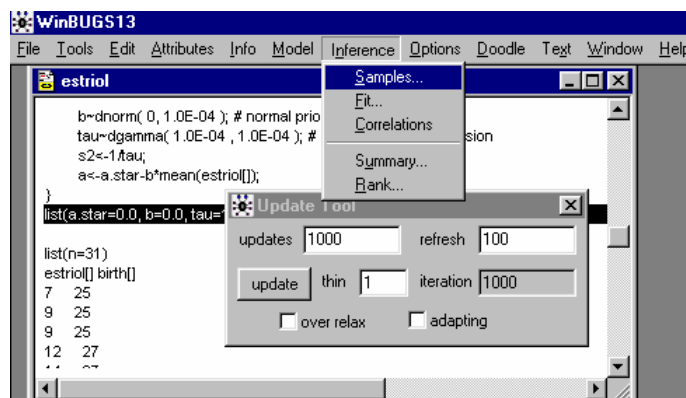 WinBUGS13
File Tools Edit Attributes Info Model Inference Options Doodle Text Window Help
estriol
Samples...
Fit...
Correlations
Summary...
Rank...
b~dnorm( 0, 1.0E-04 ); # normal prio
tau~dgamma( 1.0E-04 , 1.0E-04 ); # sion
s2<-1/tau;
a<-a.star-b*mean(estriol[]);
}
list(a.star=0.0, b=0.0, tau=
list(n=31)
estriol[] birth[]
7 25
9 25
9 25
12 27
Update Tool
updates 1000 refresh 100
update thin 1 iteration 1000
over relax adapting